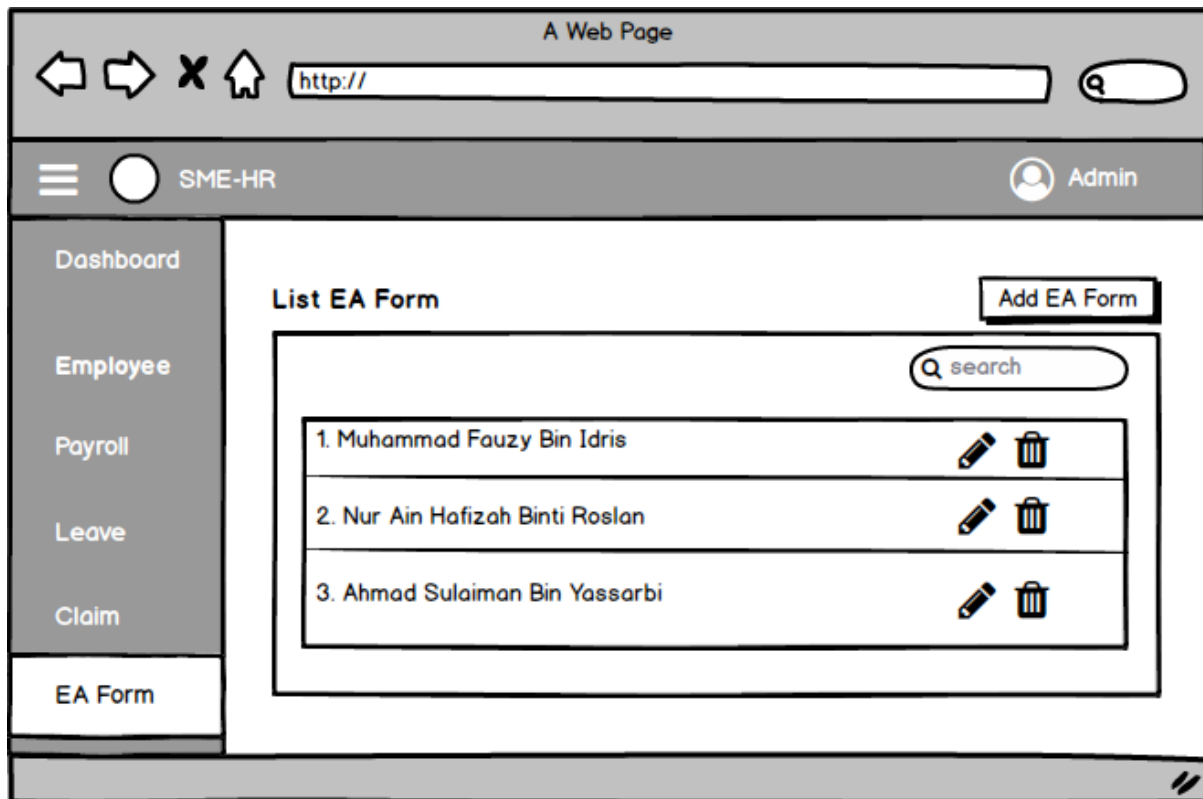 A Web Page
http://
SME-HR
Admin
Dashboard
Employee
Payroll
Leave
Claim
EA Form
List EA Form
Add EA Form
search
1. Muhammad Fauzy Bin Idris
2. Nur Ain Hafizah Binti Roslan
3. Ahmad Sulaiman Bin Yassarbi